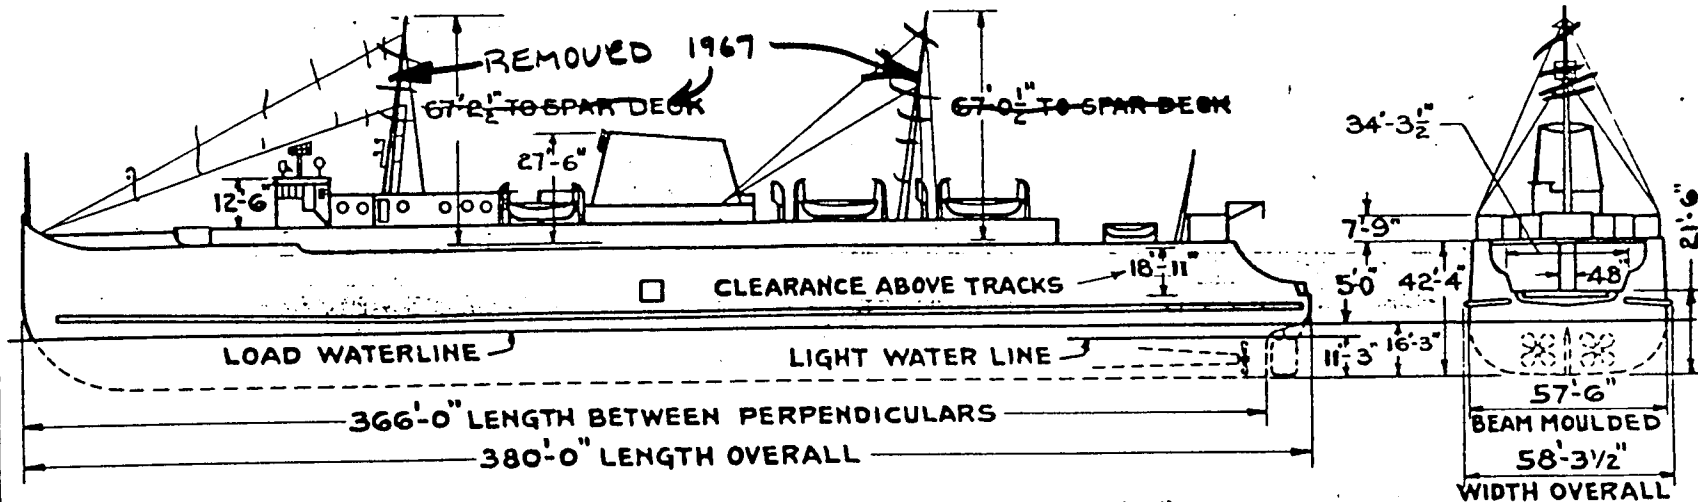 REMOVED 1967
67'2½" TO SPAR DECK
67'0½" TO SPAR DECK
34'-3½"
27'-6"
12'-6"
7'-9"
21'-6"
18'-11"
CLEARANCE ABOVE TRACKS
5'-0"
42'-4"
48"
LOAD WATERLINE
LIGHT WATER LINE
11'-3"
16'-3"
366'-0" LENGTH BETWEEN PERPENDICULARS
57'-6"
BEAM MOULDED
380'-0" LENGTH OVERALL
58'-3½"
WIDTH OVERALL